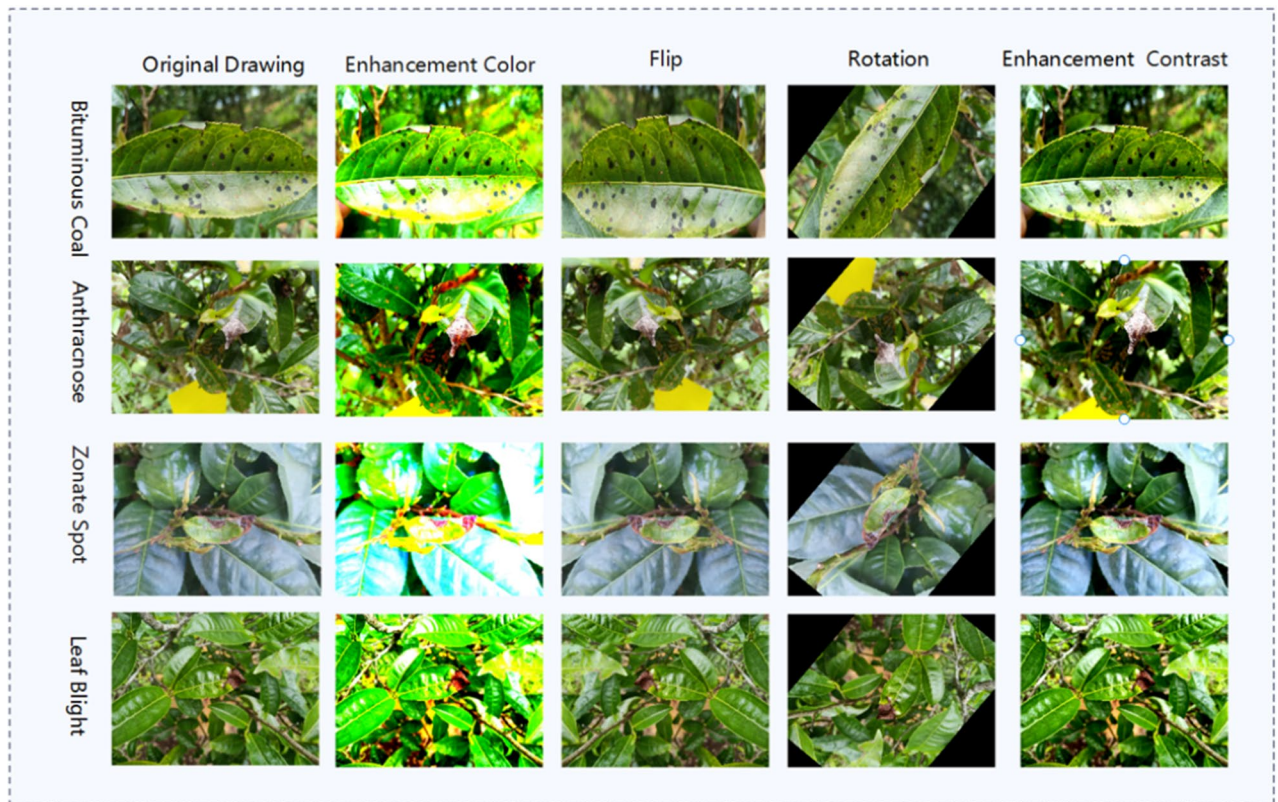 Original Drawing
Enhancement Color
Flip
Rotation
Enhancement Contrast
Bituminous Coal
Anthracnose
Zonate Spot
Leaf Blight